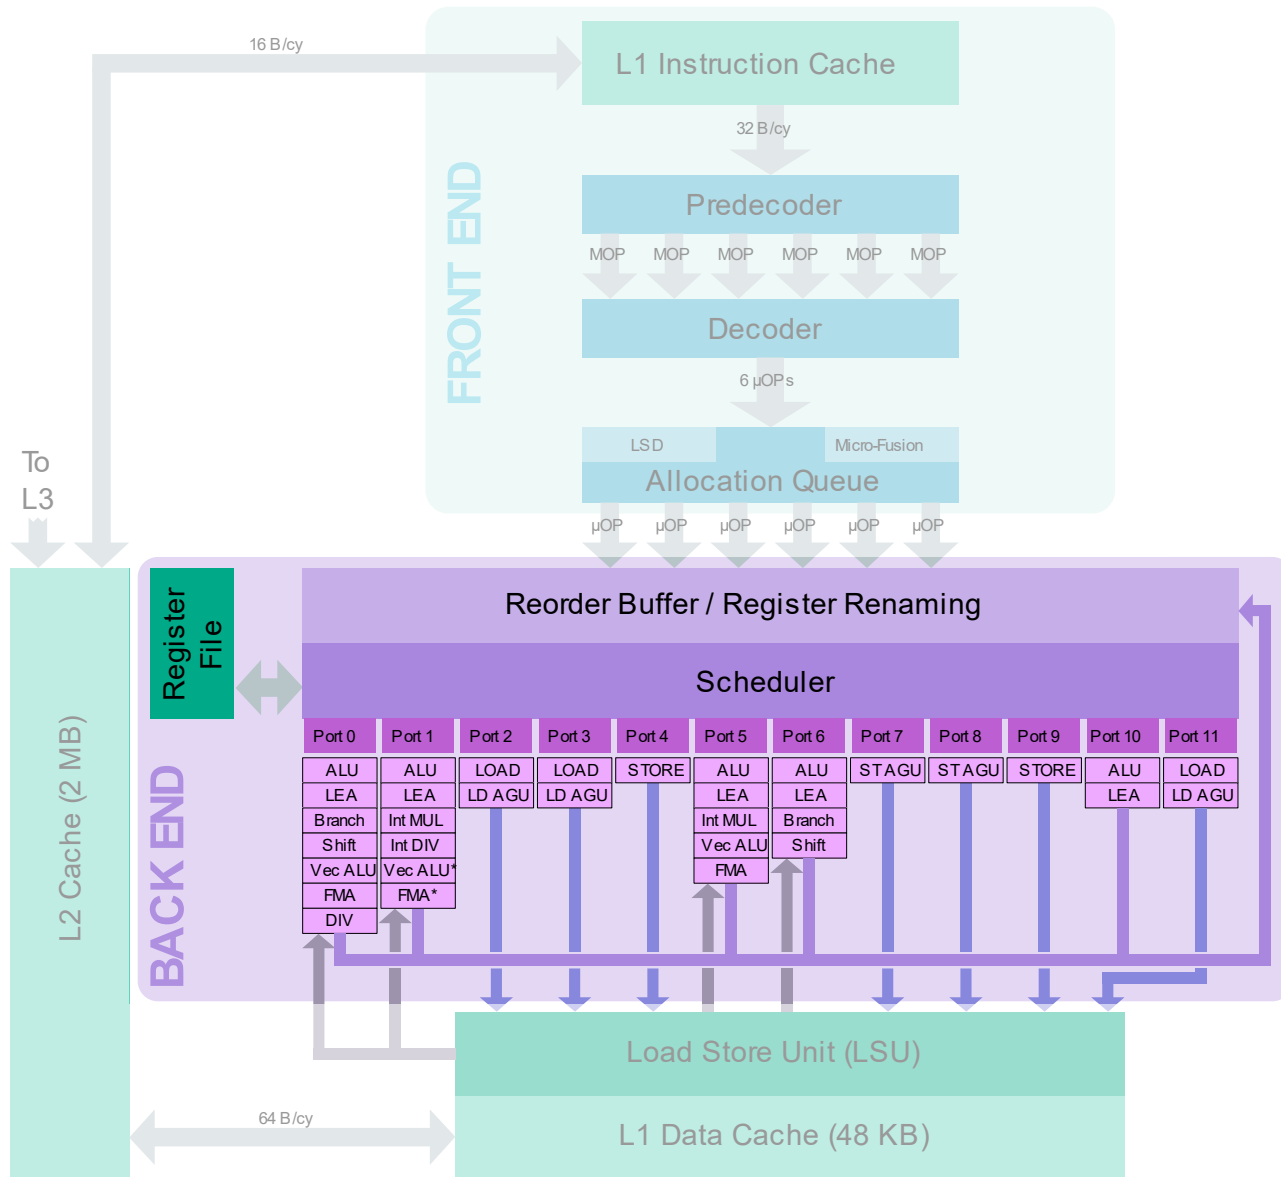 16 B/cy
L1 Instruction Cache
32 B/cy
FRONT END
Predecoder
MOP MOP MOP MOP MOP MOP
Decoder
6 µOPs
LSD
Micro-Fusion
Allocation Queue
µOP µOP µOP µOP µOP µOP
To
L3
L2 Cache (2 MB)
BACK END
Register
File
Reorder Buffer / Register Renaming
Scheduler
Port 0
Port 1
Port 2
Port 3
Port 4
Port 5
Port 6
Port 7
Port 8
Port 9
Port 10
Port 11
ALU
LEA
Branch
Shift
Vec ALU
FMA
DIV
ALU
LEA
Int MUL
Int DIV
Vec ALU*
FMA*
LOAD
LD AGU
LOAD
LD AGU
STORE
ALU
LEA
Int MUL
Vec ALU
FMA
ALU
LEA
Branch
Shift
ST AGU
ST AGU
STORE
ALU
LEA
LOAD
LD AGU
Load Store Unit (LSU)
64 B/cy
L1 Data Cache (48 KB)